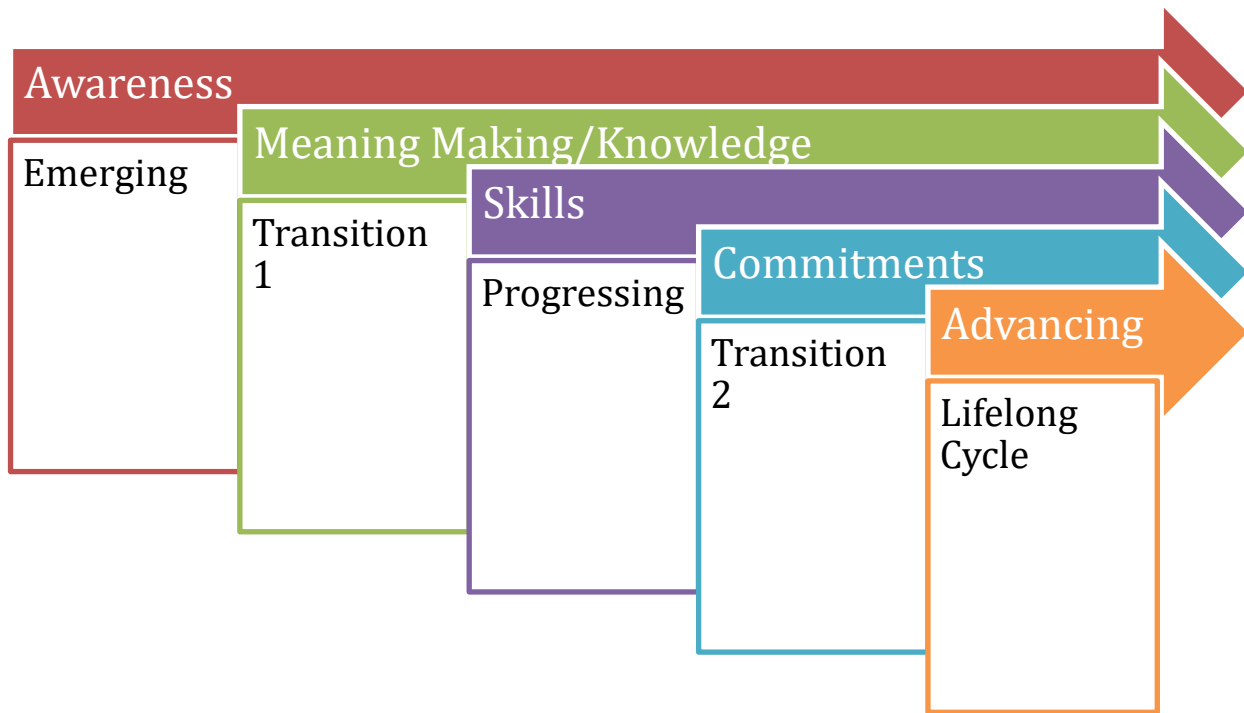 Awareness
Emerging
Meaning Making/Knowledge
Transition
1
Skills
Progressing
Commitments
Transition
2
Advancing
Lifelong
Cycle